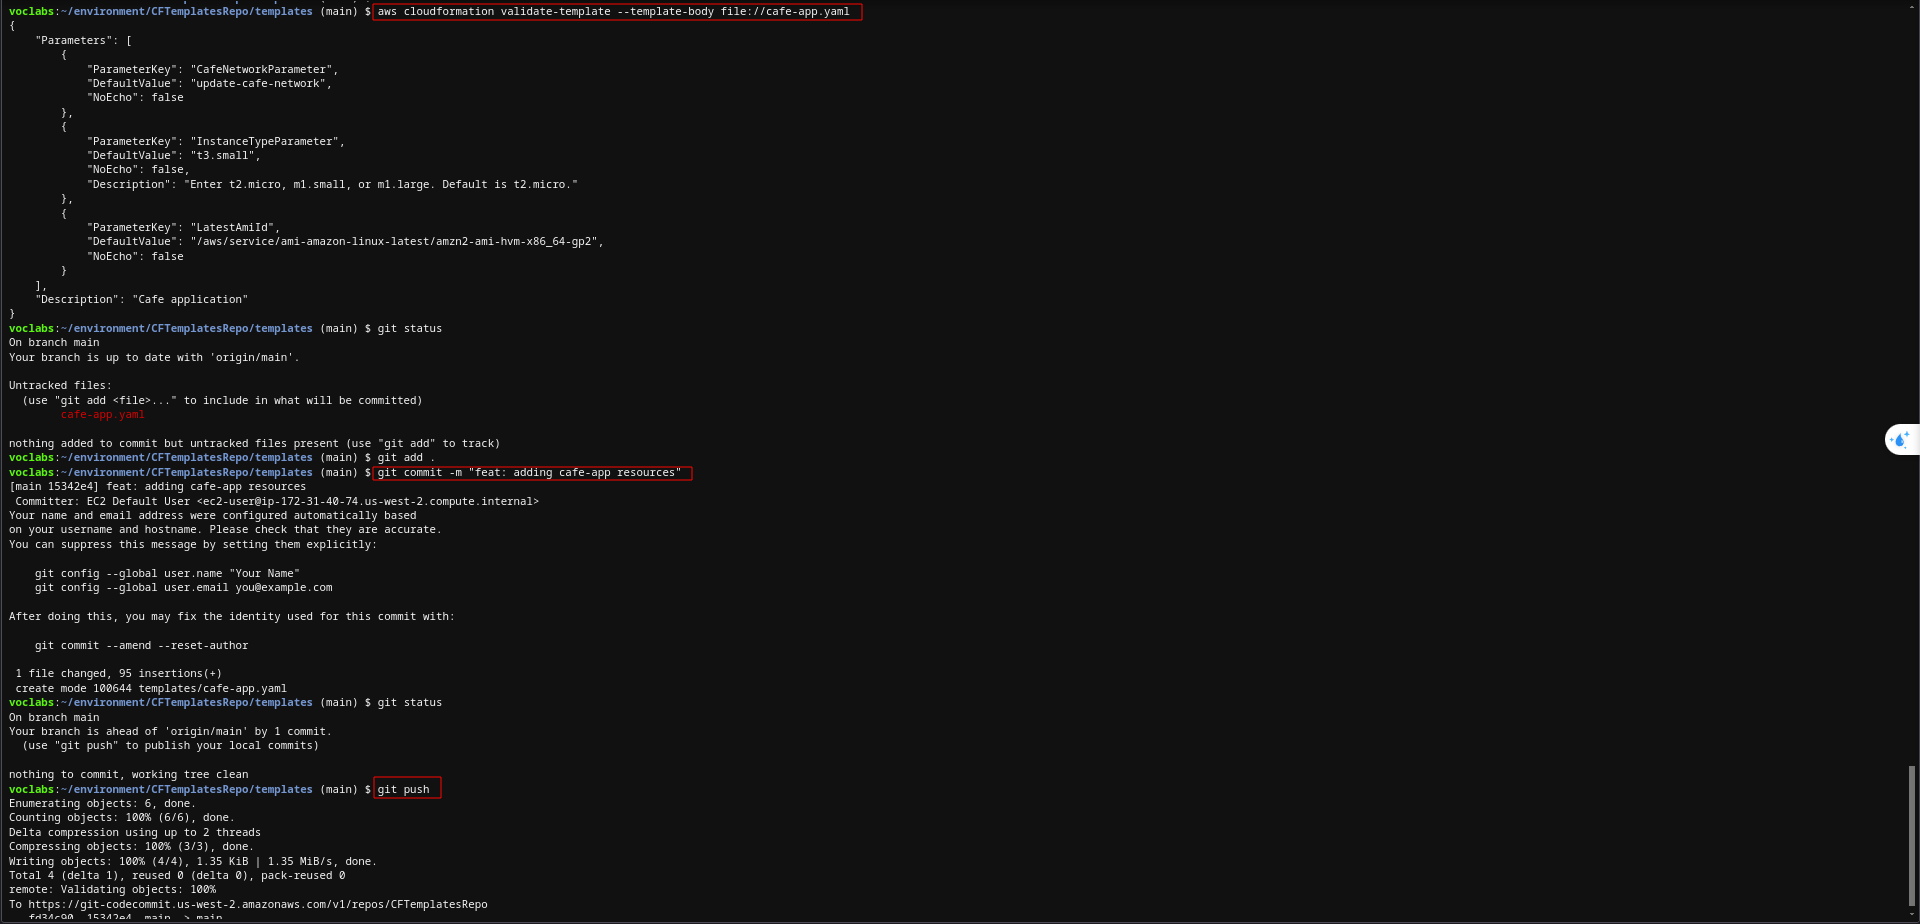 voclabs:~/environment/CFTemplatesRepo/templates (main) $ aws cloudformation validate-template --template-body file://cafe-app.yaml
{
    "Parameters": [
        {
            "ParameterKey": "CafeNetworkParameter",
            "DefaultValue": "update-cafe-network",
            "NoEcho": false
        },
        {
            "ParameterKey": "InstanceTypeParameter",
            "DefaultValue": "t3.small",
            "NoEcho": false,
            "Description": "Enter t2.micro, m1.small, or m1.large. Default is t2.micro."
        },
        {
            "ParameterKey": "LatestAmiId",
            "DefaultValue": "/aws/service/ami-amazon-linux-latest/amzn2-ami-hvm-x86_64-gp2",
            "NoEcho": false
        }
    ],
    "Description": "Cafe application"
}
voclabs:~/environment/CFTemplatesRepo/templates (main) $ git status
On branch main
Your branch is up to date with 'origin/main'.

Untracked files:
  (use "git add <file>..." to include in what will be committed)
        cafe-app.yaml

nothing added to commit but untracked files present (use "git add" to track)
voclabs:~/environment/CFTemplatesRepo/templates (main) $ git add .
voclabs:~/environment/CFTemplatesRepo/templates (main) $ git commit -m "feat: adding cafe-app resources"
[main 15342e4] feat: adding cafe-app resources
 Committer: EC2 Default User <ec2-user@ip-172-31-40-74.us-west-2.compute.internal>
Your name and email address were configured automatically based
on your username and hostname. Please check that they are accurate.
You can suppress this message by setting them explicitly:

    git config --global user.name "Your Name"
    git config --global user.email you@example.com

After doing this, you may fix the identity used for this commit with:

    git commit --amend --reset-author

 1 file changed, 95 insertions(+)
 create mode 100644 templates/cafe-app.yaml
voclabs:~/environment/CFTemplatesRepo/templates (main) $ git status
On branch main
Your branch is ahead of 'origin/main' by 1 commit.
  (use "git push" to publish your local commits)

nothing to commit, working tree clean
voclabs:~/environment/CFTemplatesRepo/templates (main) $ git push
Enumerating objects: 6, done.
Counting objects: 100% (6/6), done.
Delta compression using up to 2 threads
Compressing objects: 100% (3/3), done.
Writing objects: 100% (4/4), 1.35 KiB | 1.35 MiB/s, done.
Total 4 (delta 1), reused 0 (delta 0), pack-reused 0
remote: Validating objects: 100%
To https://git-codecommit.us-west-2.amazonaws.com/v1/repos/CFTemplatesRepo
   fd34c90..15342e4  main -> main